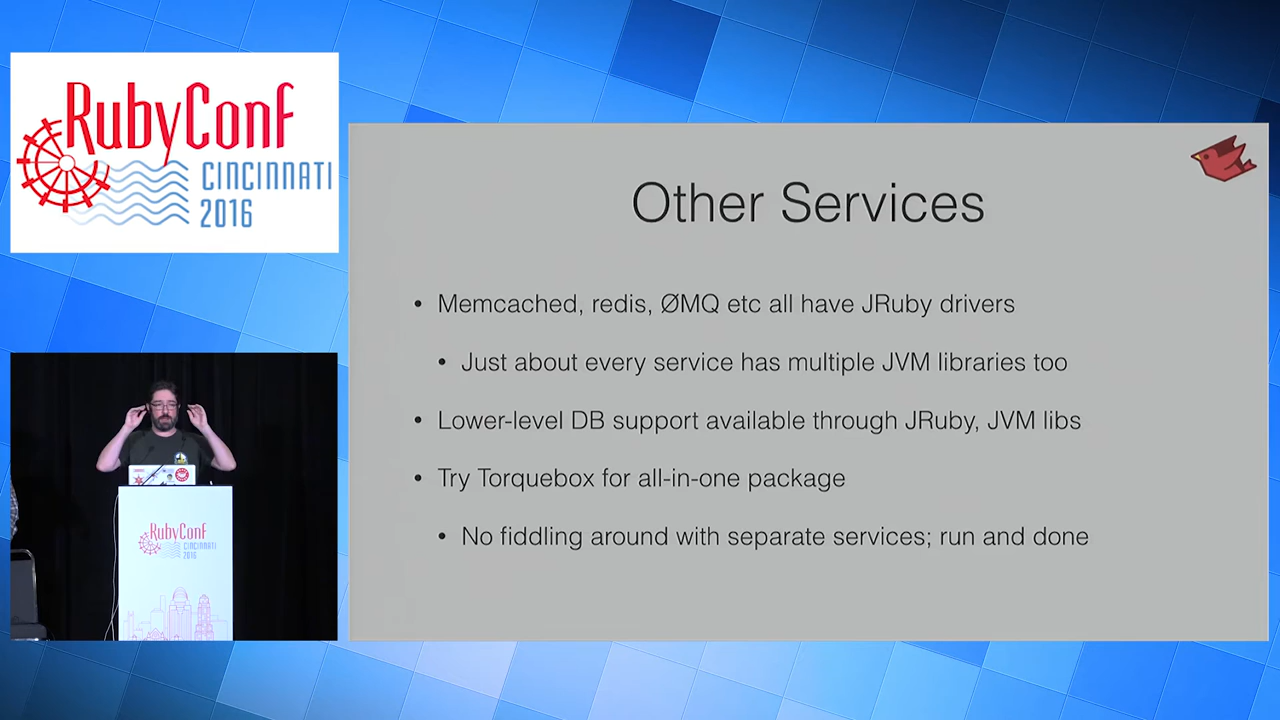 RubyConf
CINCINNATI
2016
Other Services
• Memcached, redis, ØMQ etc all have JRuby drivers
• Just about every service has multiple JVM libraries too
• Lower-level DB support available through JRuby, JVM libs
• Try Torquebox for all-in-one package
• No fiddling around with separate services; run and done
RubyConf
CINCINNATI
2016